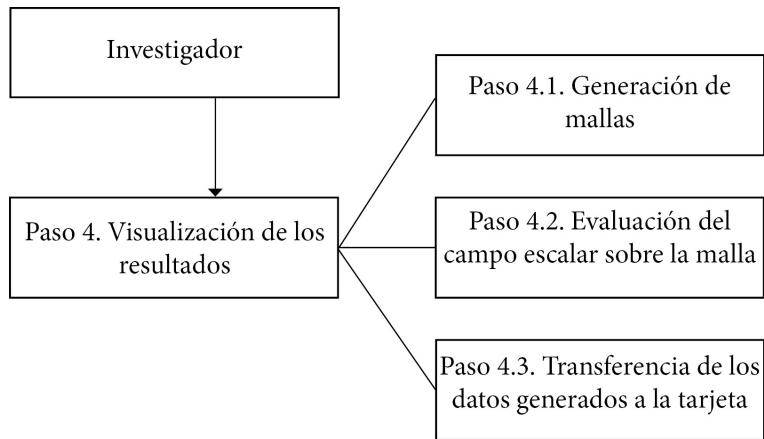 Investigador
Paso 4. Visualización de los
resultados
Paso 4.1. Generación de
mallas
Paso 4.2. Evaluación del
campo escalar sobre la malla
Paso 4.3. Transferencia de los
datos generados a la tarjeta